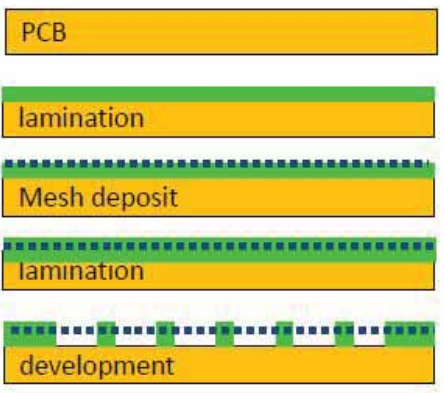 PCB
lamination
Mesh deposit
lamination
development